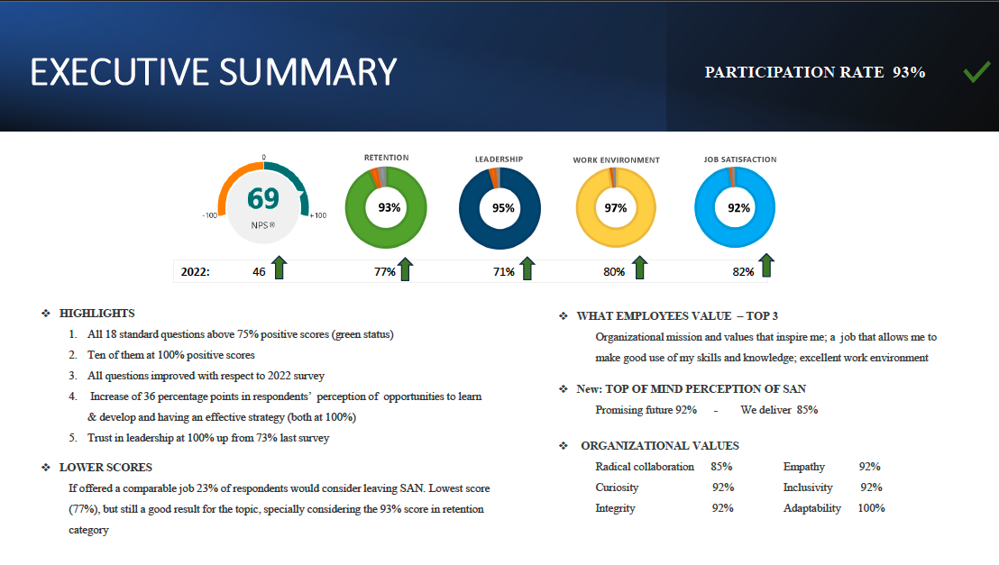 EXECUTIVE SUMMARY
PARTICIPATION RATE 93%
0
-100
+100
69
NPS®
RETENTION
93%
LEADERSHIP
95%
WORK ENVIRONMENT
97%
JOB SATISFACTION
92%
2022: 46 77% 71% 80% 82%
❖ HIGHLIGHTS
1. All 18 standard questions above 75% positive scores (green status)
2. Ten of them at 100% positive scores
3. All questions improved with respect to 2022 survey
4. Increase of 36 percentage points in respondents’ perception of opportunities to learn
& develop and having an effective strategy (both at 100%)
5. Trust in leadership at 100% up from 73% last survey
❖ LOWER SCORES
If offered a comparable job 23% of respondents would consider leaving SAN. Lowest score
(77%), but still a good result for the topic, specially considering the 93% score in retention
category
❖ WHAT EMPLOYEES VALUE – TOP 3
Organizational mission and values that inspire me; a job that allows me to
make good use of my skills and knowledge; excellent work environment
❖ New: TOP OF MIND PERCEPTION OF SAN
Promising future 92% - We deliver 85%
❖ ORGANIZATIONAL VALUES
Radical collaboration 85% Empathy 92%
Curiosity 92% Inclusivity 92%
Integrity 92% Adaptability 100%